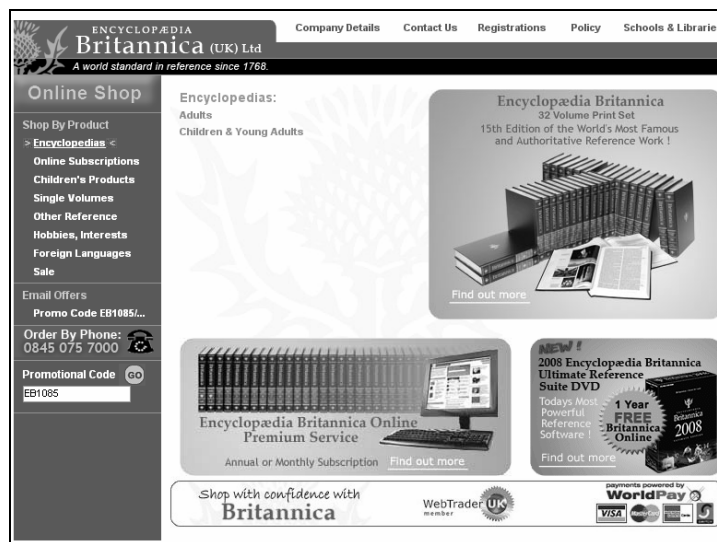 ENCYCLOPÆDIA
Britannica (UK) Ltd
A world standard in reference since 1768.
Company Details Contact Us Registrations Policy Schools & Librarie
Online Shop
Shop By Product
> Encyclopedias <
Online Subscriptions
Children's Products
Single Volumes
Other Reference
Hobbies, Interests
Foreign Languages
Sale
Email Offers
Promo Code EB1085/...
Order By Phone:
0845 075 7000
Promotional Code GO
EB1085
Encyclopedias:
Adults
Children & Young Adults
Encyclopædia Britannica
32 Volume Print Set
15th Edition of the World's Most Famous
and Authoritative Reference Work !
Find out more
Encyclopædia Britannica Online
Premium Service
Annual or Monthly Subscription Find out more
NEW !
2008 Encyclopædia Britannica
Ultimate Reference
Suite DVD
Todays Most
Powerful
Reference
Software !
1 Year
FREE
Britannica
Online
Find out more
Britannica
2008
Shop with confidence with
Britannica
WebTrader UK
member
payments powered by
WorldPay
VISA MasterCard